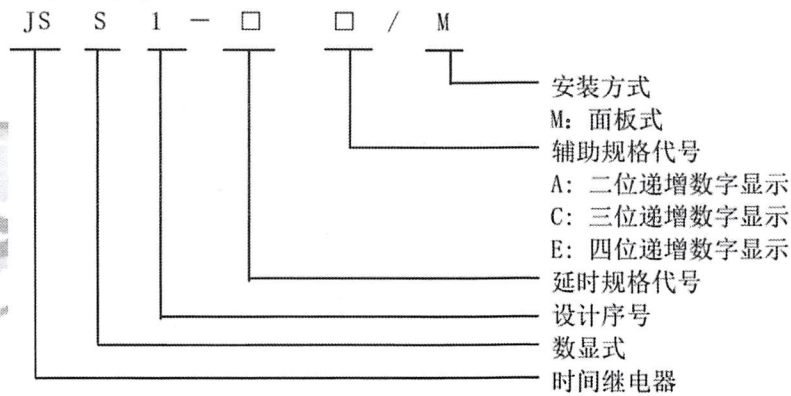 JS S 1 - □ □ / M
安装方式
M: 面板式
辅助规格代号
A: 二位递增数字显示
C: 三位递增数字显示
E: 四位递增数字显示
延时规格代号
设计序号
数显式
时间继电器